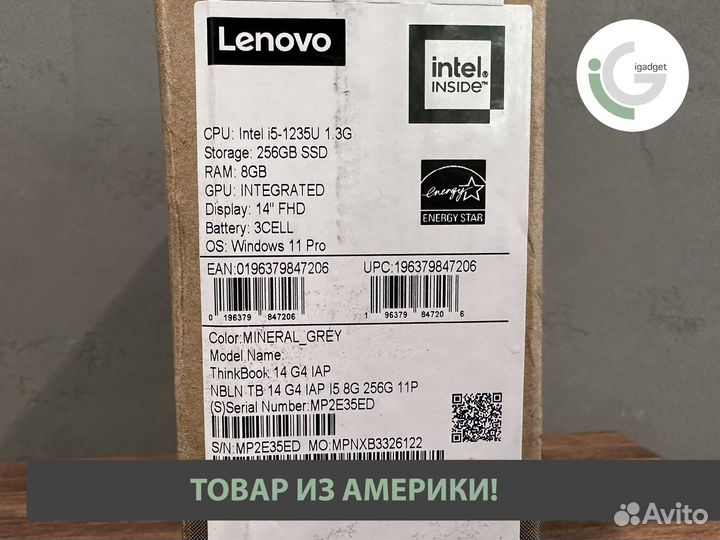 Lenovo
intel.
INSIDE™
igadget
CPU: Intel i5-1235U 1.3G
Storage: 256GB SSD
RAM: 8GB
GPU: INTEGRATED
Display: 14" FHD
Battery: 3CELL
OS: Windows 11 Pro
energy
ENERGY STAR
EAN:0196379847206 UPC:196379847206
0 196379 847206 1 96379 84720 6
Color:MINERAL_GREY
Model Name:
ThinkBook 14 G4 IAP
NBLN TB 14 G4 IAP I5 8G 256G 11P
(S)Serial Number:MP2E35ED
S/N:MP2E35ED MO:MPNXB3326122
ТОВАР ИЗ АМЕРИКИ!
Avito